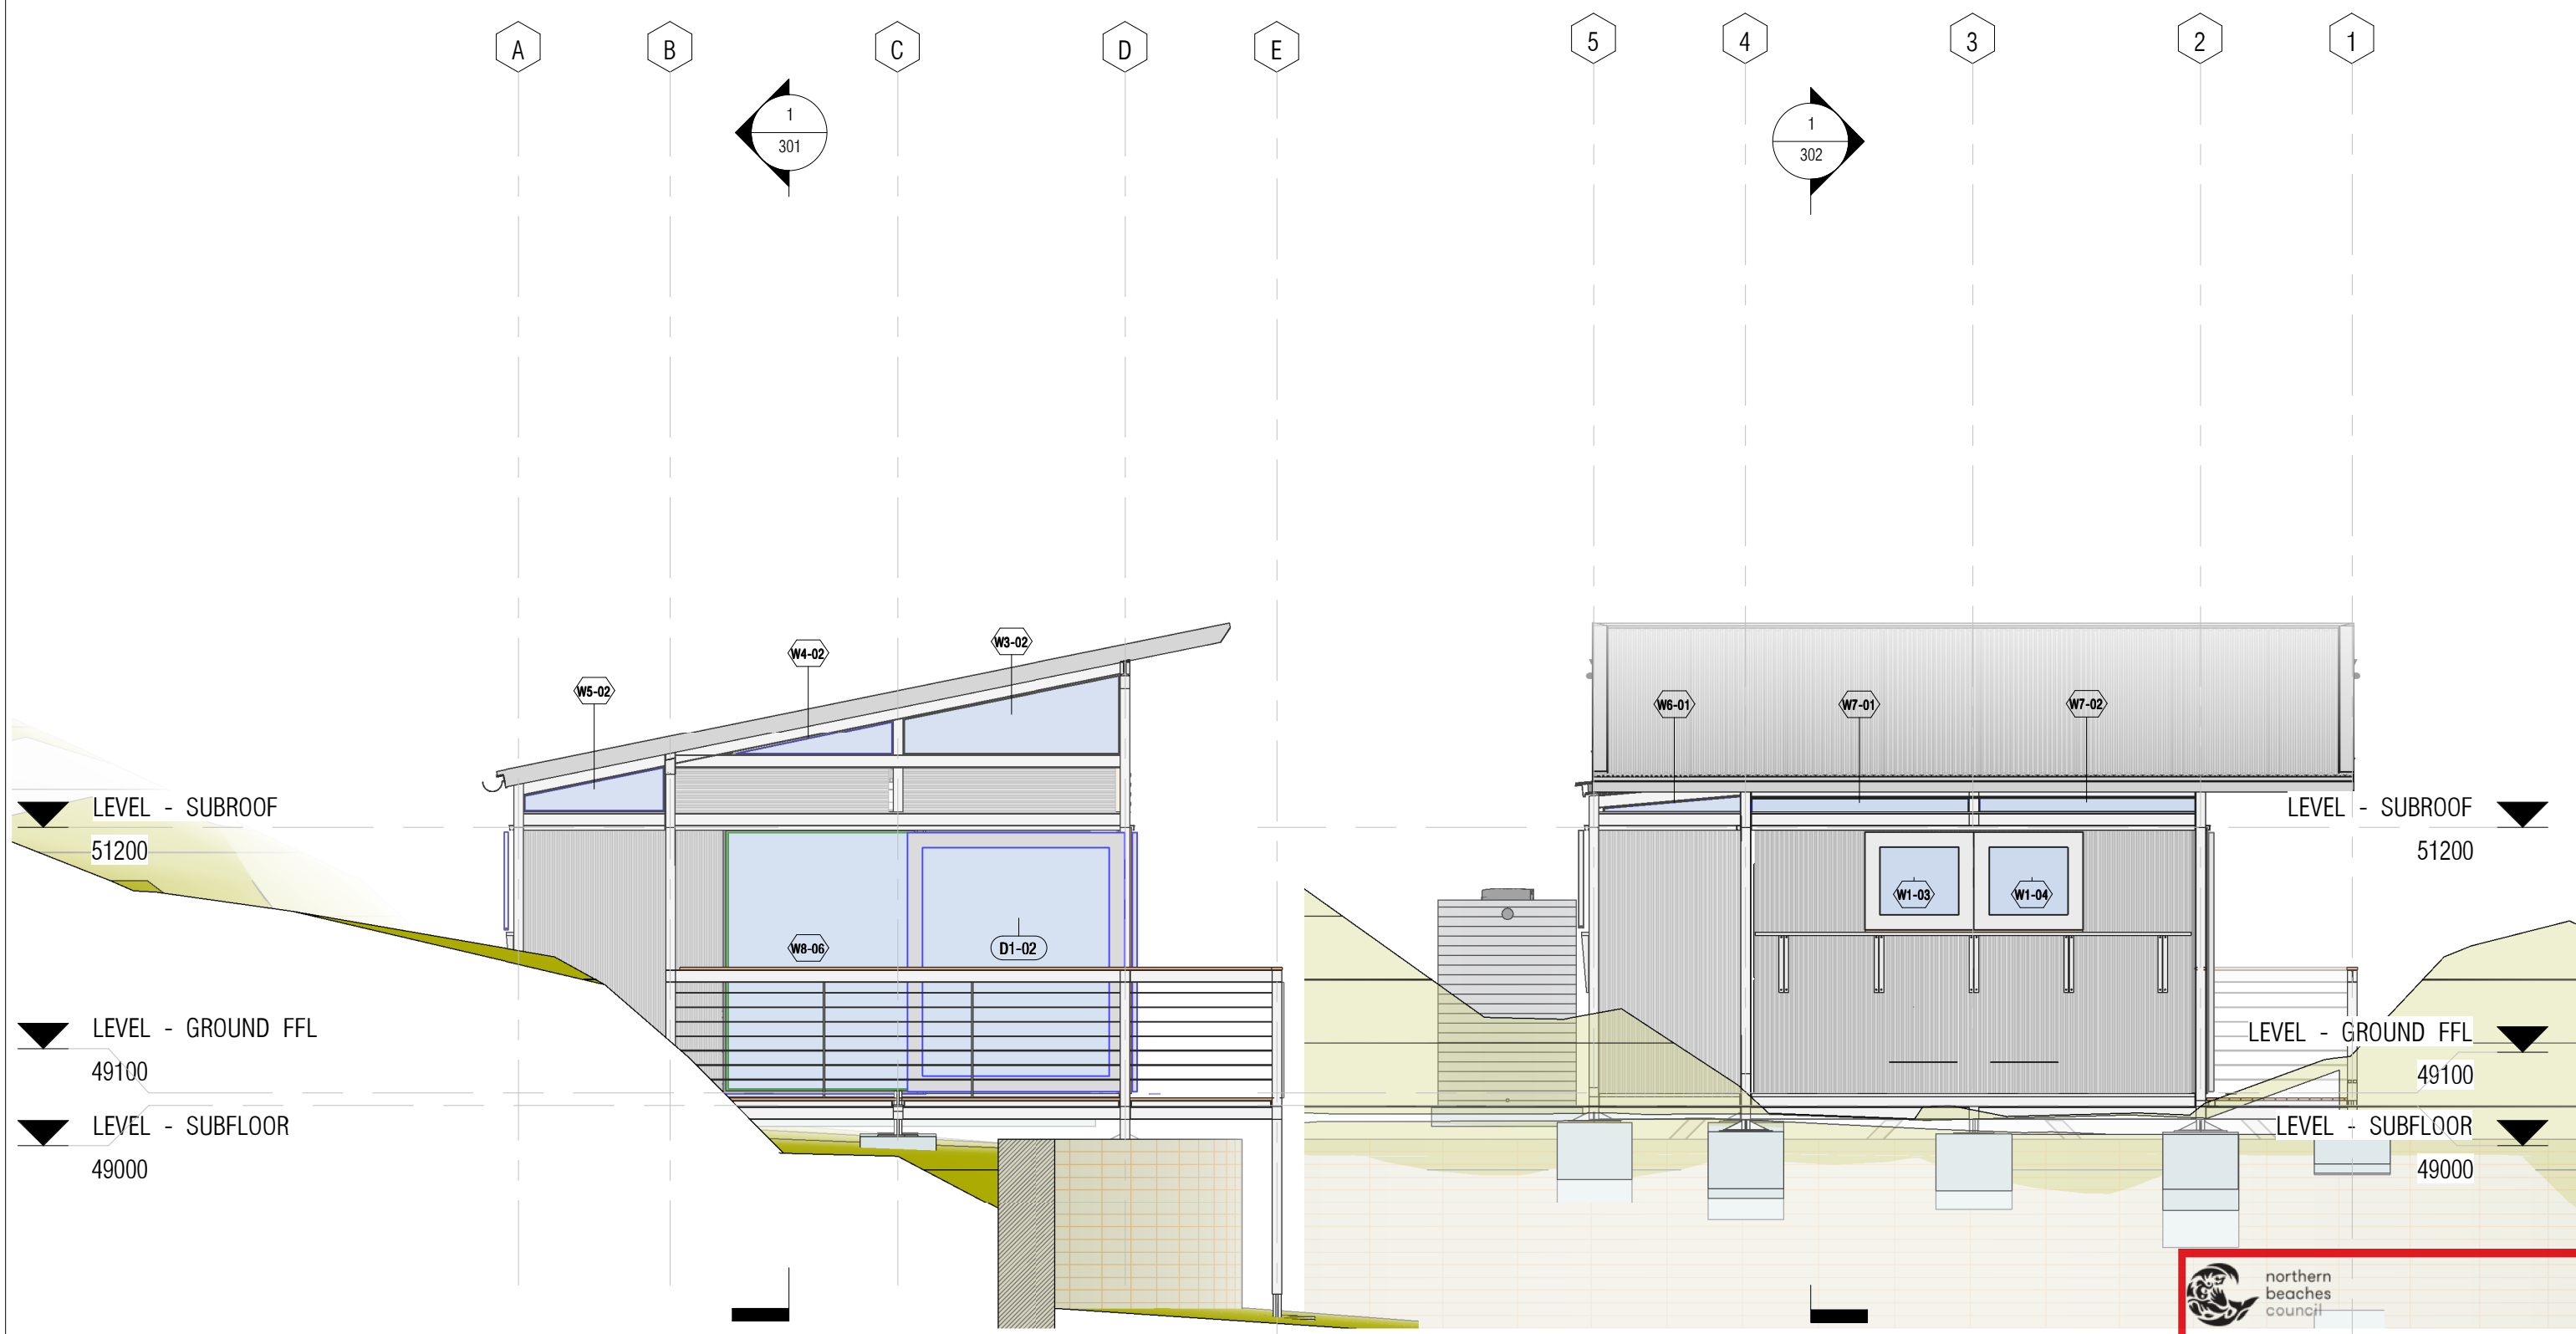 A B C D E 5 4 3 2 1
1
301
1
302
W5-02 W4-02 W3-02 W6-01 W7-01 W7-02
LEVEL - SUBROOF
51200
LEVEL - SUBROOF
51200
W1-03 W1-04
W8-06 D1-02
LEVEL - GROUND FFL
49100
LEVEL - GROUND FFL
49100
LEVEL - SUBFLOOR
49000
LEVEL - SUBFLOOR
49000
northern
beaches
council